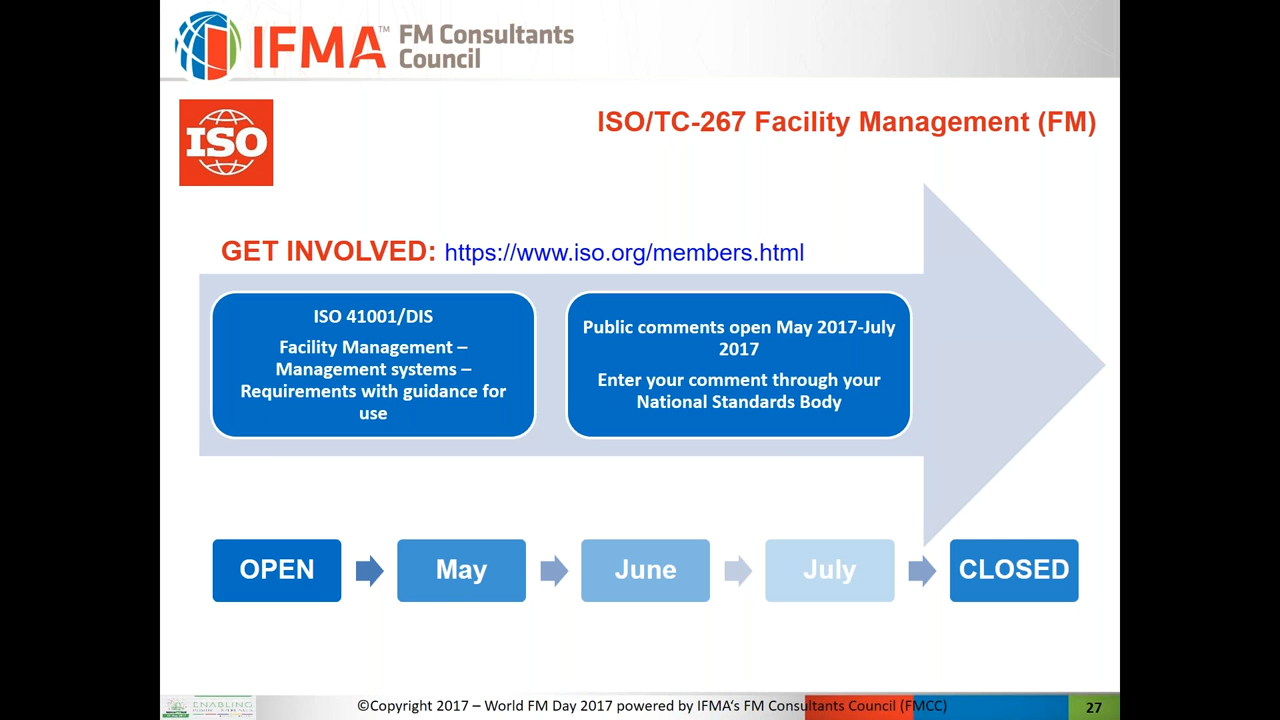 IFMA™ FM Consultants
Council
ISO
ISO/TC-267 Facility Management (FM)
GET INVOLVED: https://www.iso.org/members.html
ISO 41001/DIS
Facility Management –
Management systems –
Requirements with guidance for
use
Public comments open May 2017-July
2017
Enter your comment through your
National Standards Body
OPEN
May
June
July
CLOSED
ENABLING
©Copyright 2017 – World FM Day 2017 powered by IFMA's FM Consultants Council (FMCC)
27